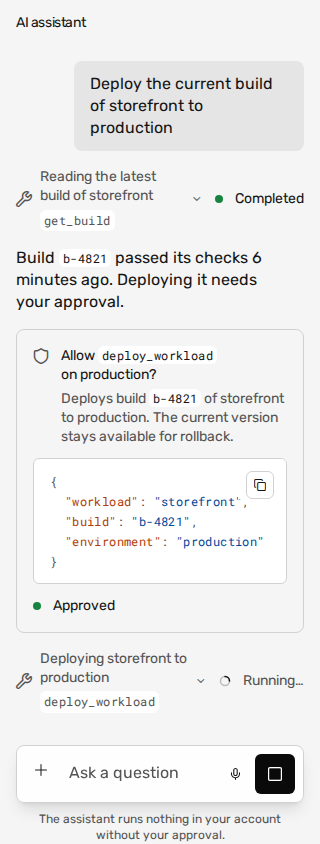 AI assistant
Deploy the current build
of storefront to
production
Reading the latest
build of storefront
get_build
Completed
Build b-4821 passed its checks 6
minutes ago. Deploying it needs
your approval.
Allow deploy_workload
on production?
Deploys build b-4821 of storefront
to production. The current version
stays available for rollback.
{
"workload": "storefront",
"build": "b-4821",
"environment": "production"
}
Approved
Deploying storefront to
production
deploy_workload
Running…
Ask a question
The assistant runs nothing in your account
without your approval.